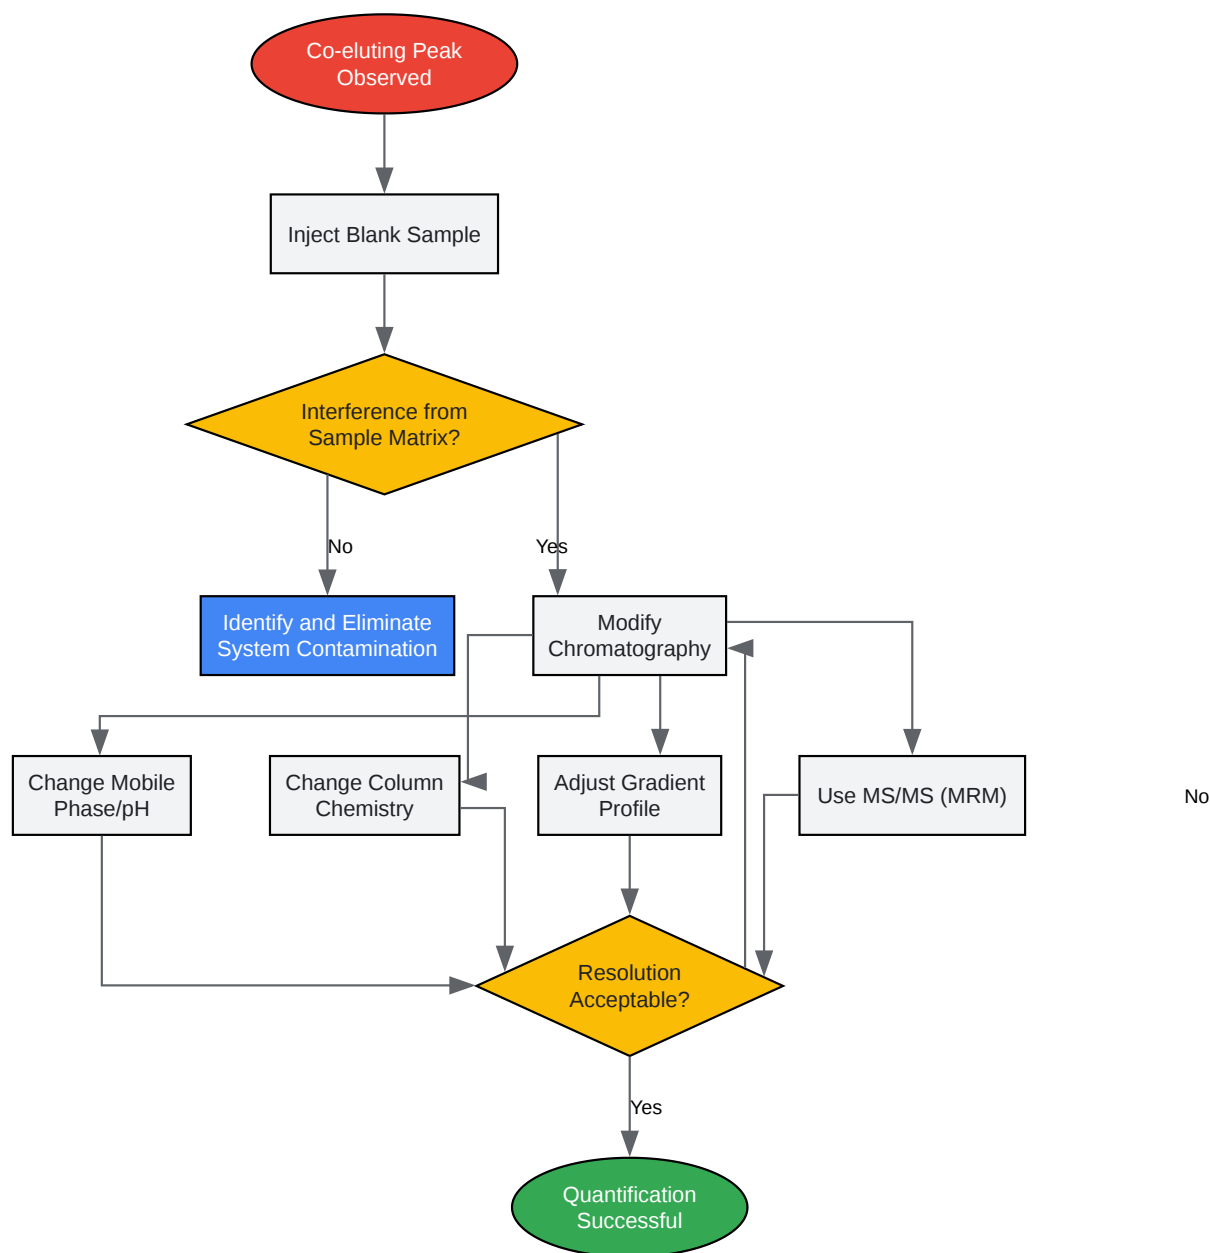 Co-eluting Peak
Observed
Inject Blank Sample
Interference from
Sample Matrix?
No
Yes
Identify and Eliminate
System Contamination
Modify
Chromatography
Change Mobile
Phase/pH
Change Column
Chemistry
Adjust Gradient
Profile
Use MS/MS (MRM)
No
Resolution
Acceptable?
Yes
Quantification
Successful